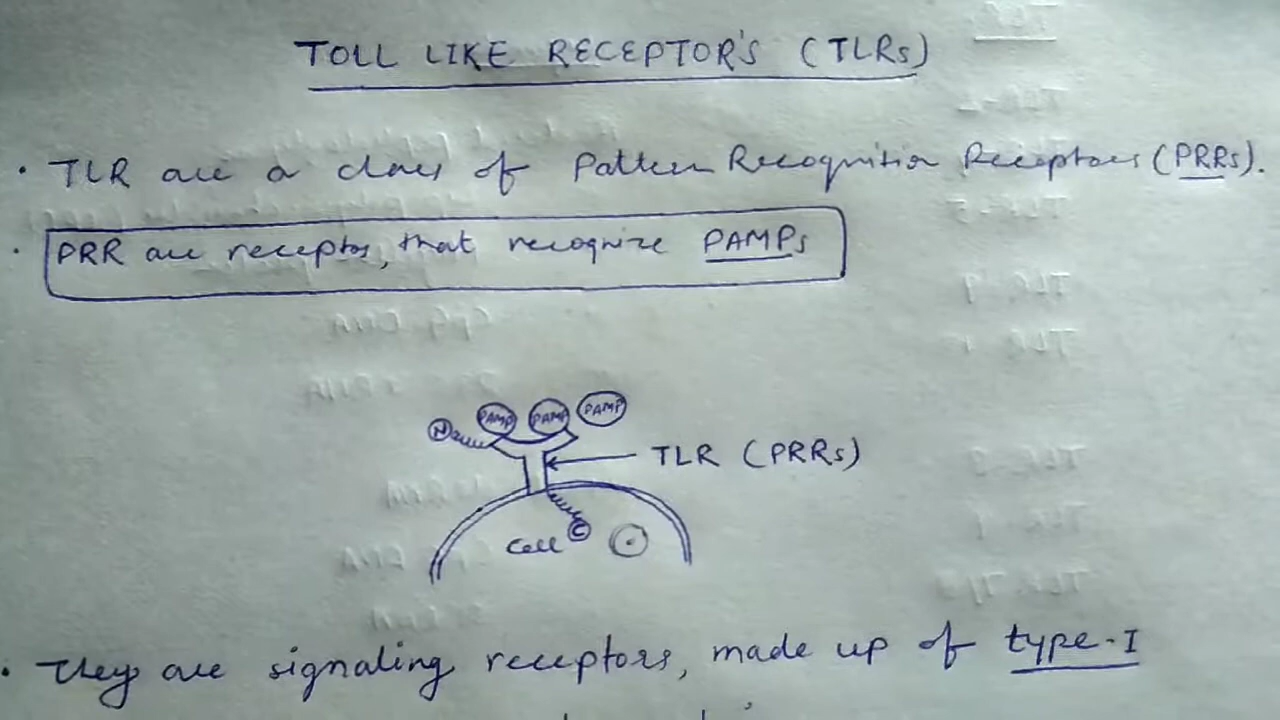 TOLL LIKE RECEPTOR'S (TLRs)
• TLR are a class of Pattern Recognition Receptors (PRRs).
• PRR are receptors, that recognize PAMPs
PAMP PAMP PAMP
N
TLR (PRRs)
C
Cell
• They are signaling receptors, made up of type-I